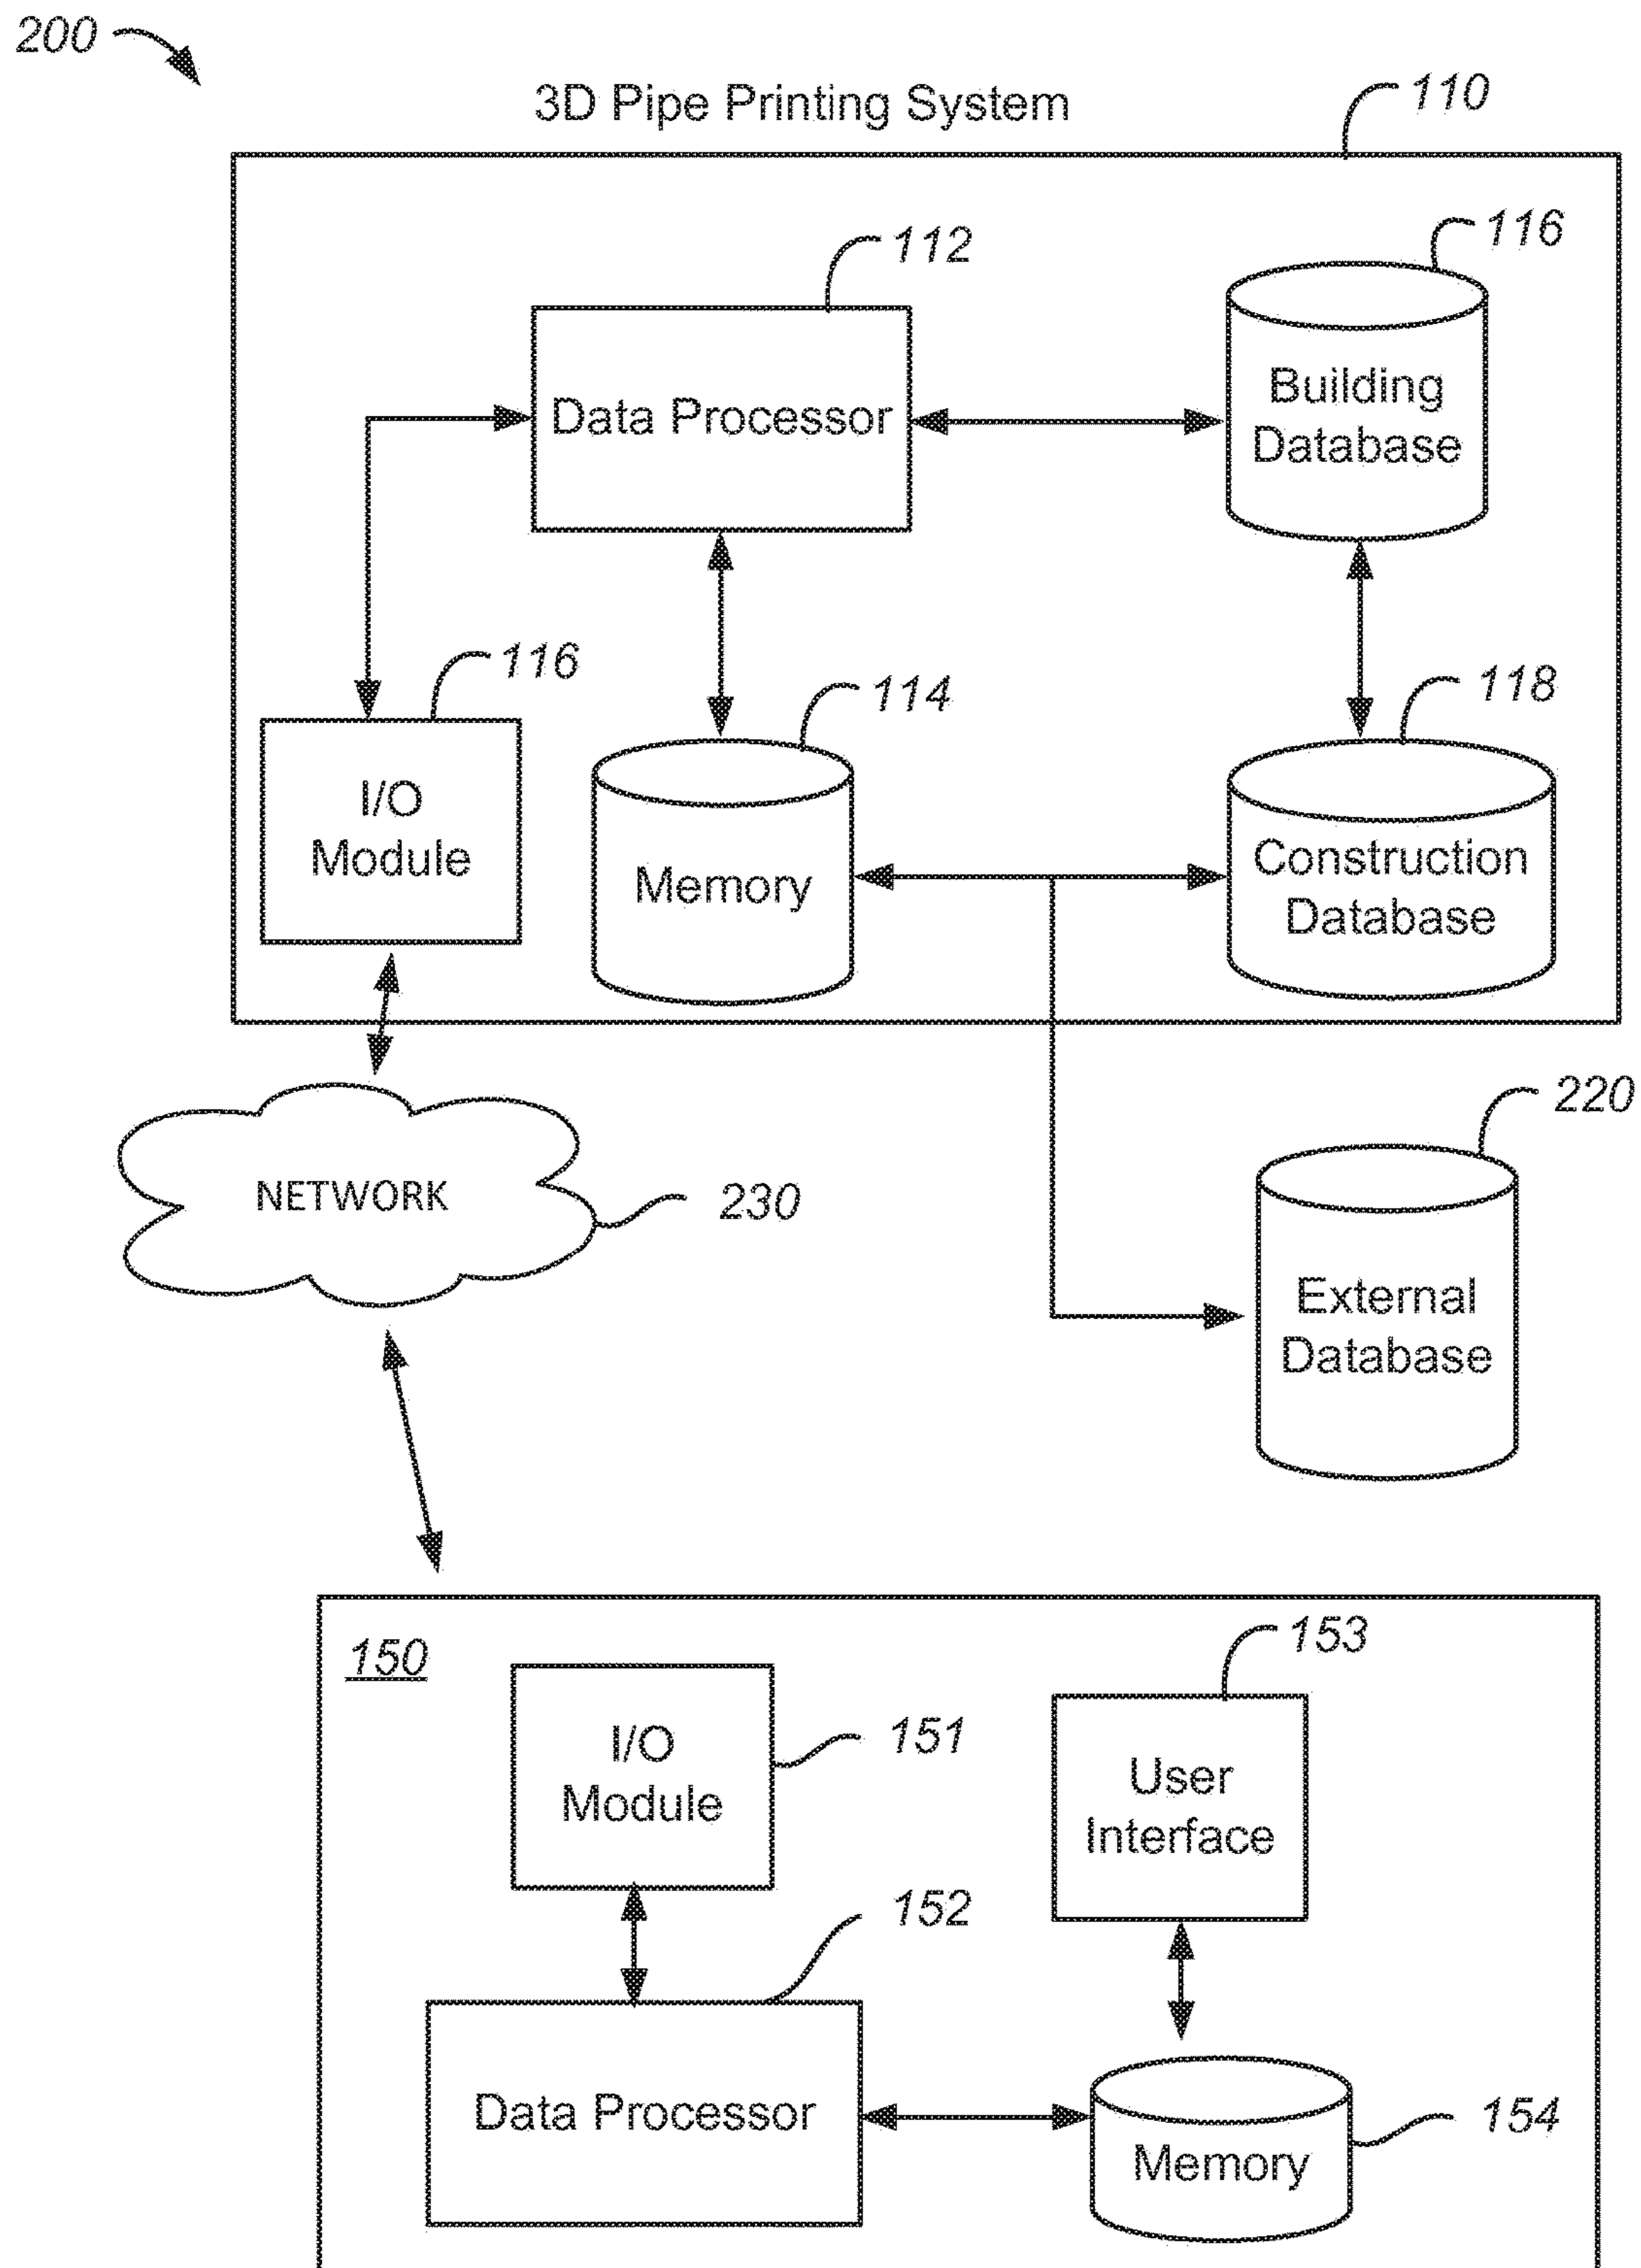 200
3D Pipe Printing System
110
112
116
Data Processor
Building
Database
116
114
118
I/O
Module
Memory
Construction
Database
220
NETWORK
230
External
Database
150
153
I/O
Module
151
User
Interface
152
Data Processor
154
Memory